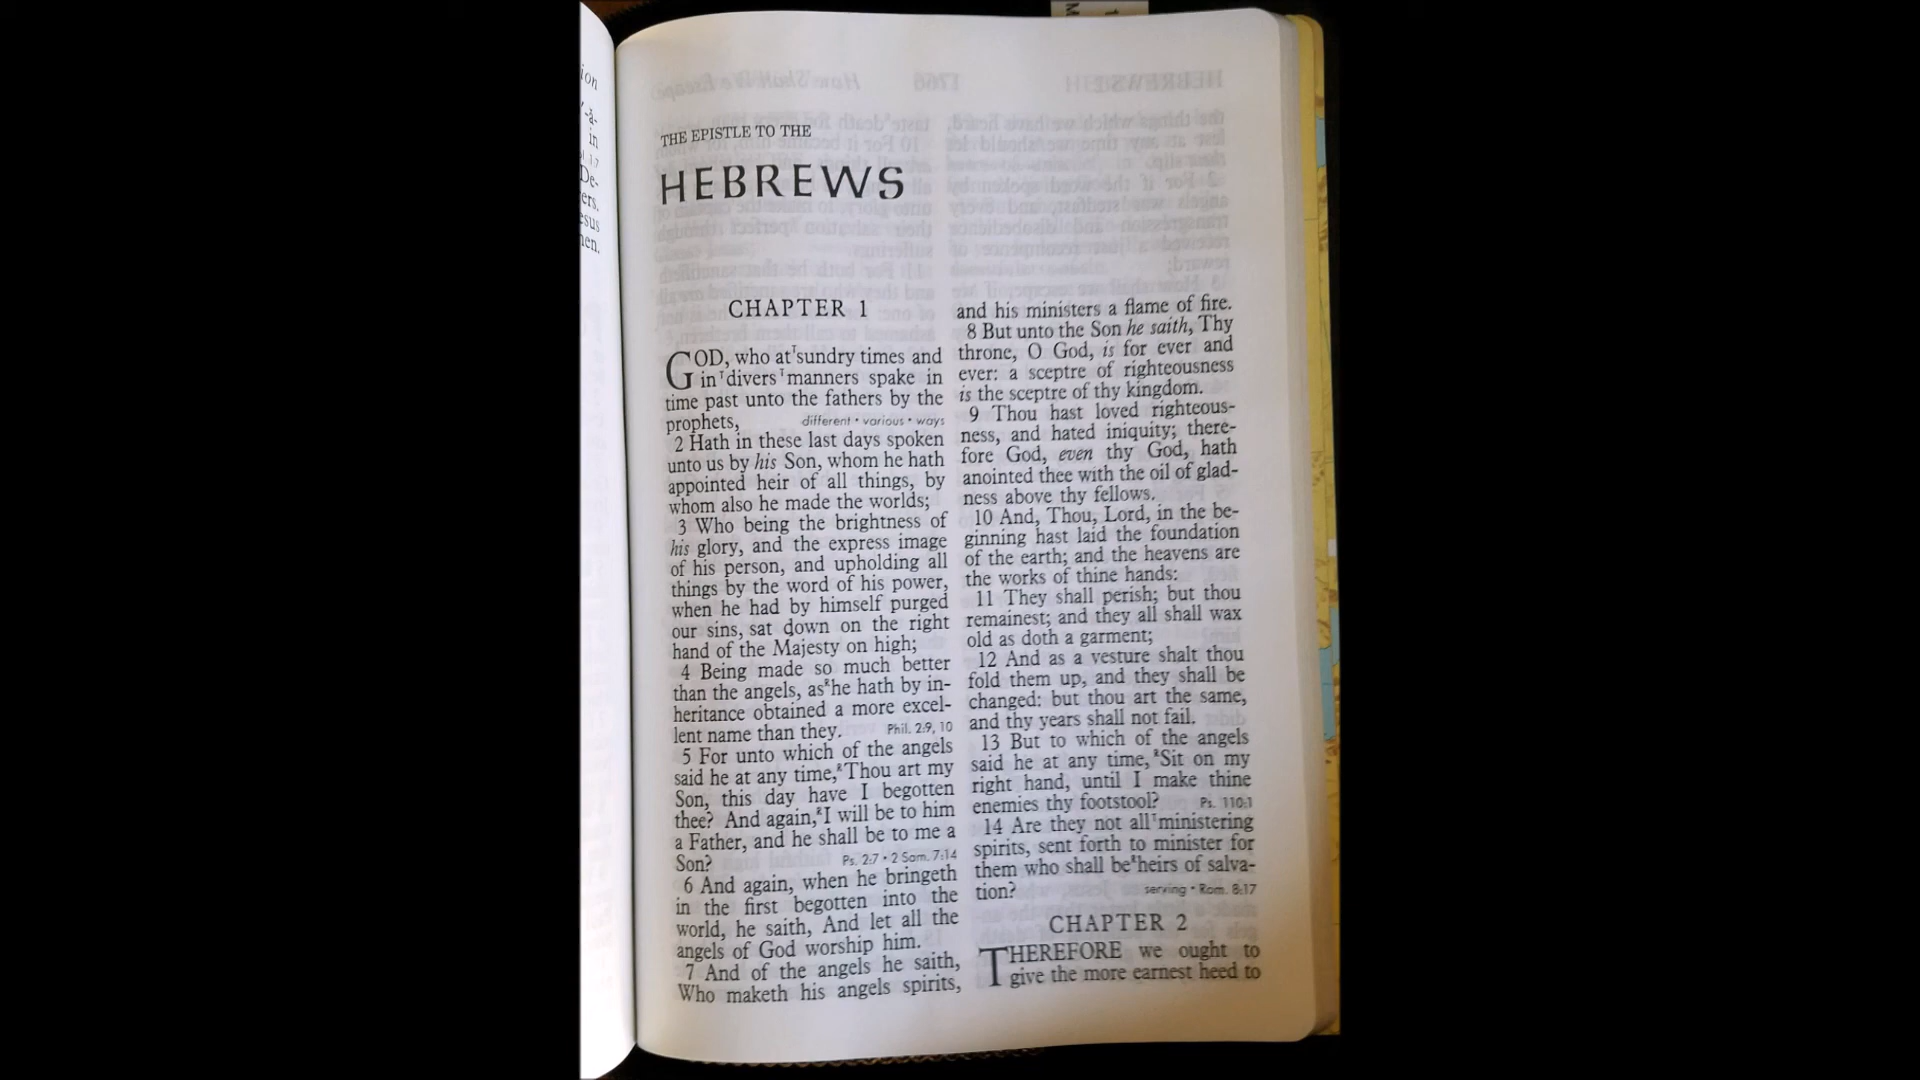 ion
in
De-
THE EPISTLE TO THE
HEBREWS
CHAPTER 1
GOD, who at ᵀsundry times and
in ᵀdivers ᵀmanners spake in
time past unto the fathers by the
prophets, different • various • ways
2 Hath in these last days spoken
unto us by his Son, whom he hath
appointed heir of all things, by
whom also he made the worlds;
3 Who being the brightness of
his glory, and the express image
of his person, and upholding all
things by the word of his power,
when he had by himself purged
our sins, sat down on the right
hand of the Majesty on high;
4 Being made so much better
than the angels, as ᴿhe hath by in-
heritance obtained a more excel-
lent name than they. Phil. 2:9, 10
5 For unto which of the angels
said he at any time, ᴿThou art my
Son, this day have I begotten
thee? And again, ᴿI will be to him
a Father, and he shall be to me a
Son? Ps. 2:7 • 2 Sam. 7:14
6 And again, when he bringeth
in the first begotten into the
world, he saith, And let all the
angels of God worship him.
7 And of the angels he saith,
Who maketh his angels spirits,
and his ministers a flame of fire.
8 But unto the Son he saith, Thy
throne, O God, is for ever and
ever: a sceptre of righteousness
is the sceptre of thy kingdom.
9 Thou hast loved righteous-
ness, and hated iniquity; there-
fore God, even thy God, hath
anointed thee with the oil of glad-
ness above thy fellows.
10 And, Thou, Lord, in the be-
ginning hast laid the foundation
of the earth; and the heavens are
the works of thine hands:
11 They shall perish; but thou
remainest; and they all shall wax
old as doth a garment;
12 And as a vesture shalt thou
fold them up, and they shall be
changed: but thou art the same,
and thy years shall not fail.
13 But to which of the angels
said he at any time, ᴿSit on my
right hand, until I make thine
enemies thy footstool? Ps. 110:1
14 Are they not all ᵀministering
spirits, sent forth to minister for
them who shall be ᴿheirs of salva-
tion? serving • Rom. 8:17
CHAPTER 2
THEREFORE we ought to
give the more earnest heed to